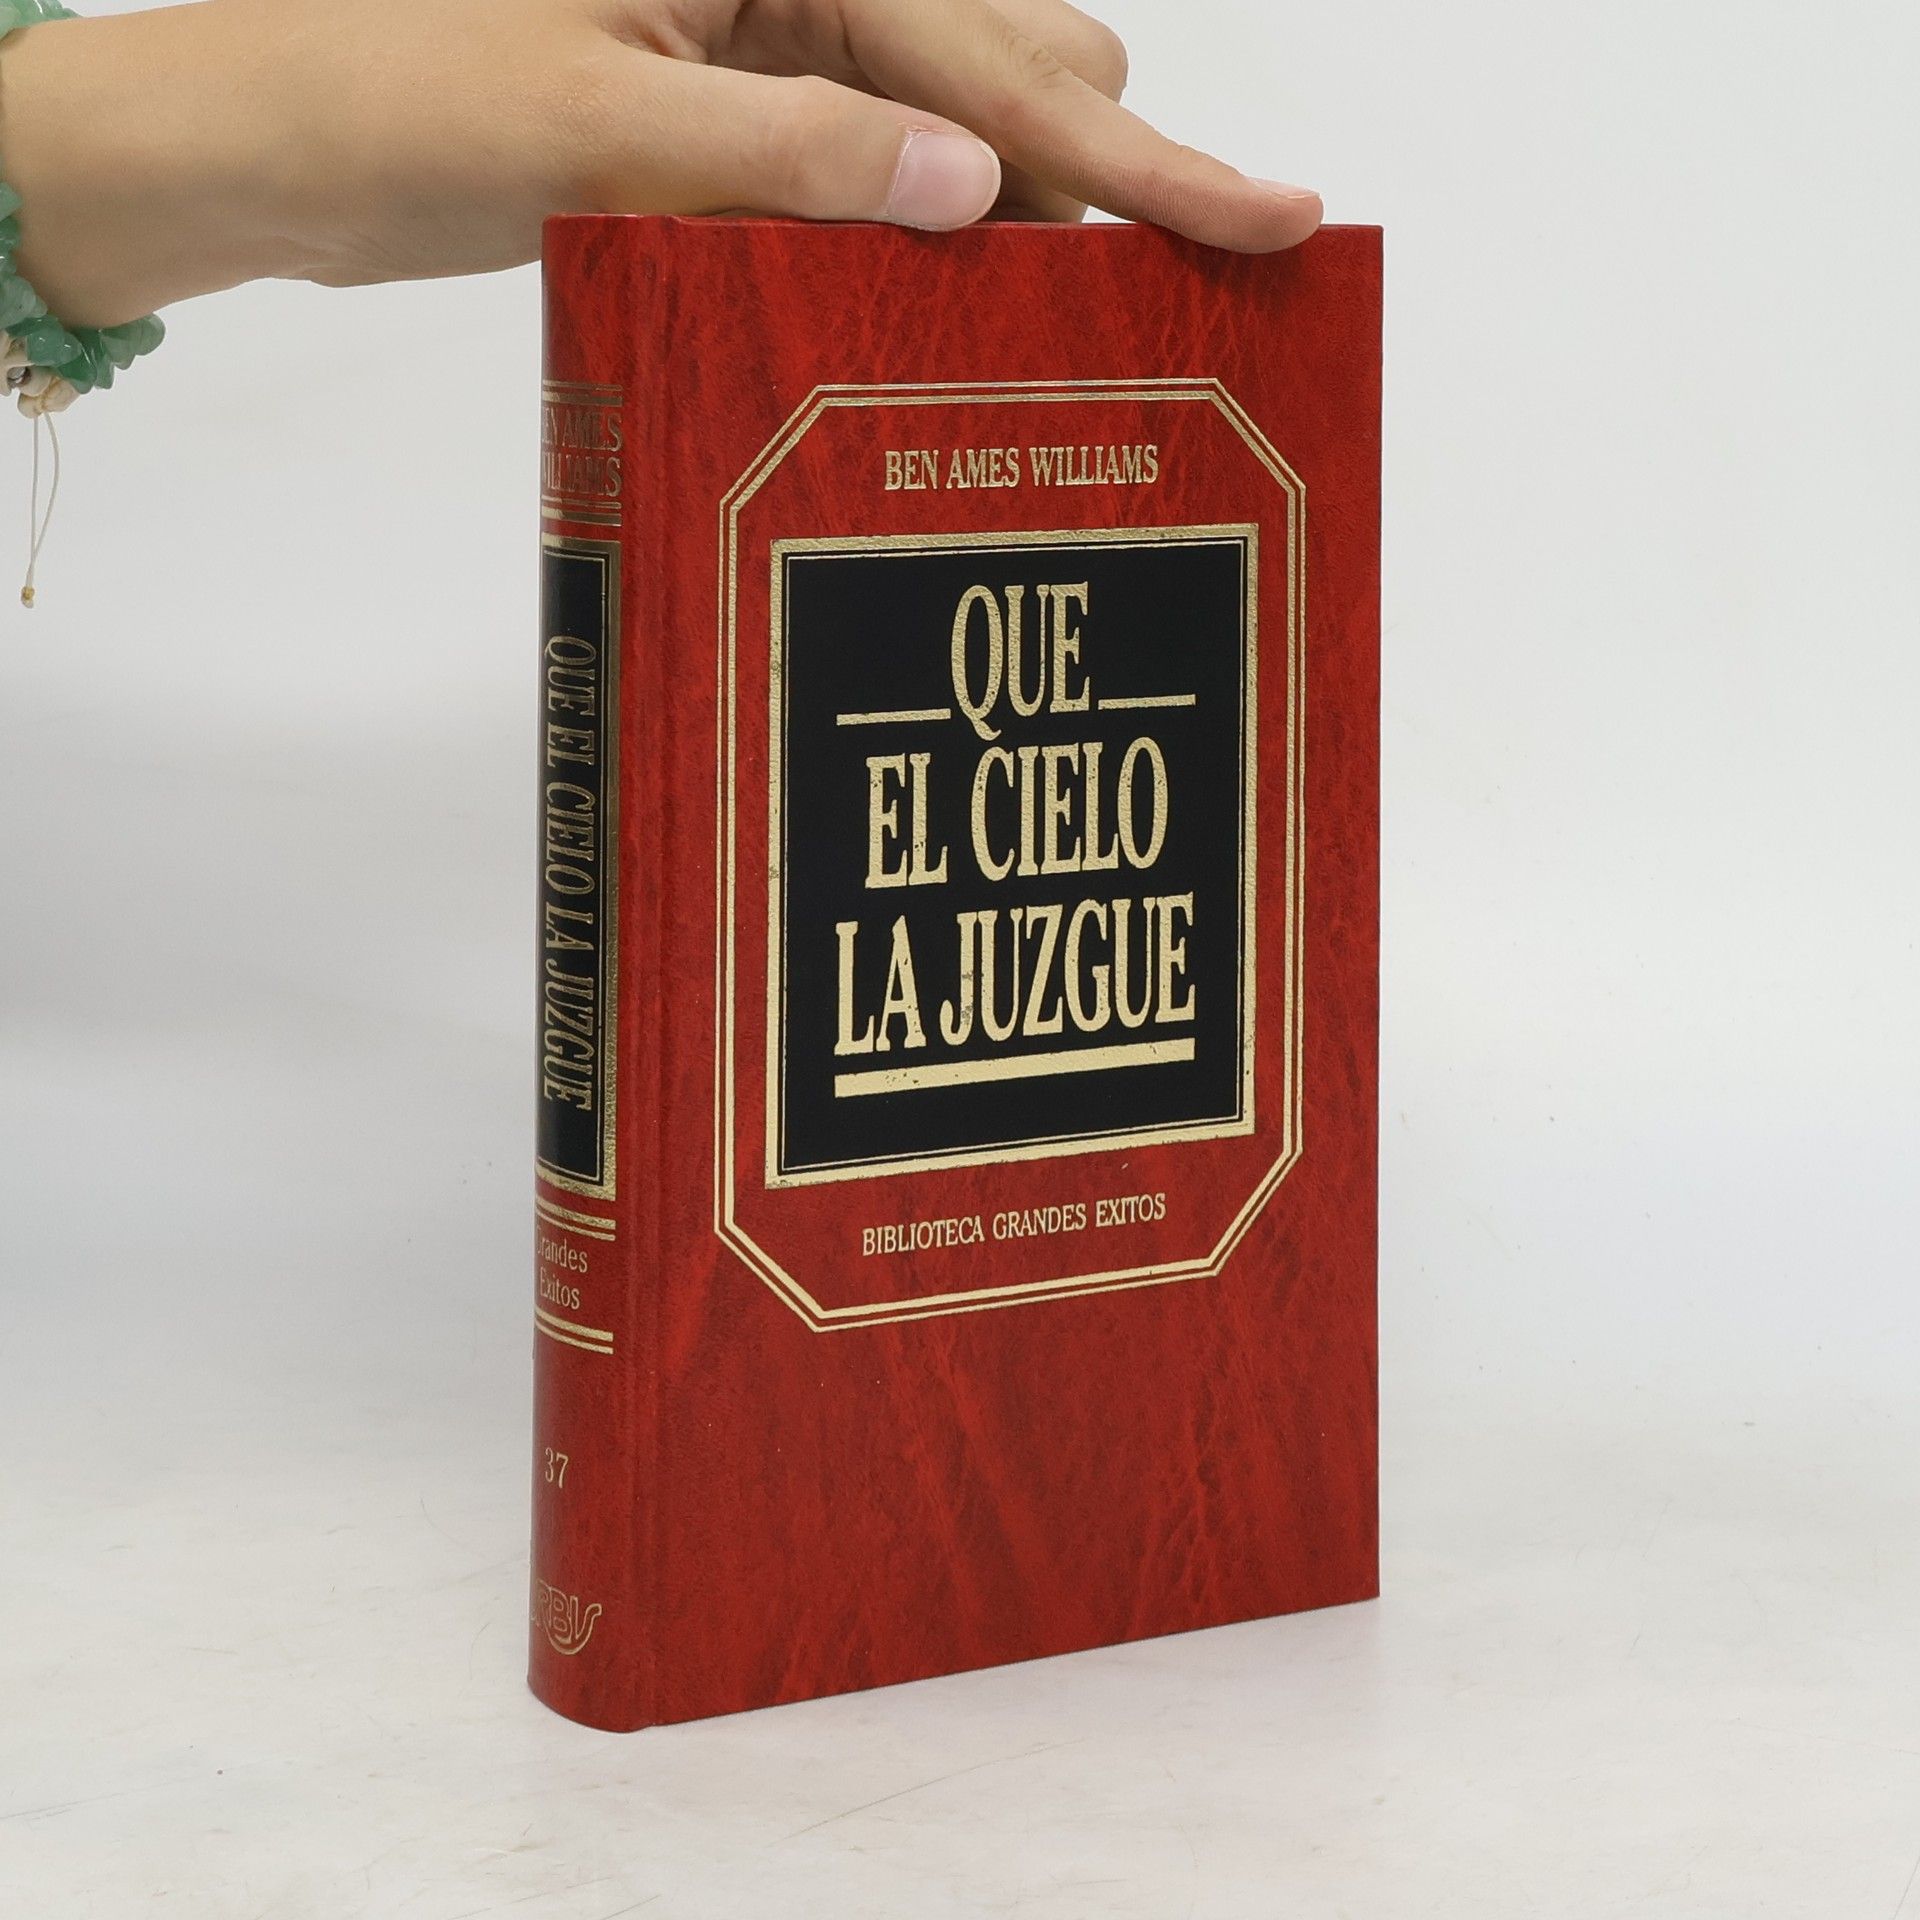 BEN AMES WILLIAMS
QUE
EL CIELO
LA JUZGUE
BIBLIOTECA GRANDES EXITOS
BEN AMES
WILLIAMS
QUE EL CIELO LA JUZGUE
Grandes
Exitos
37
ORBIS